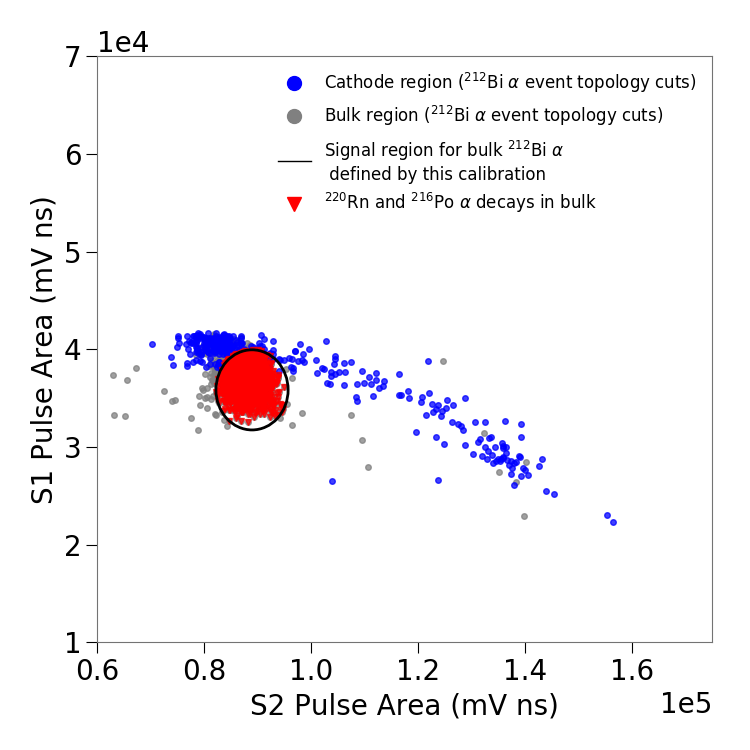 1e4
7
6
5
4
3
2
1
S1 Pulse Area (mV ns)
Cathode region (²¹²Bi α event topology cuts)
Bulk region (²¹²Bi α event topology cuts)
Signal region for bulk ²¹²Bi α
defined by this calibration
²²⁰Rn and ²¹⁶Po α decays in bulk
0.6 0.8 1.0 1.2 1.4 1.6
S2 Pulse Area (mV ns)
1e5